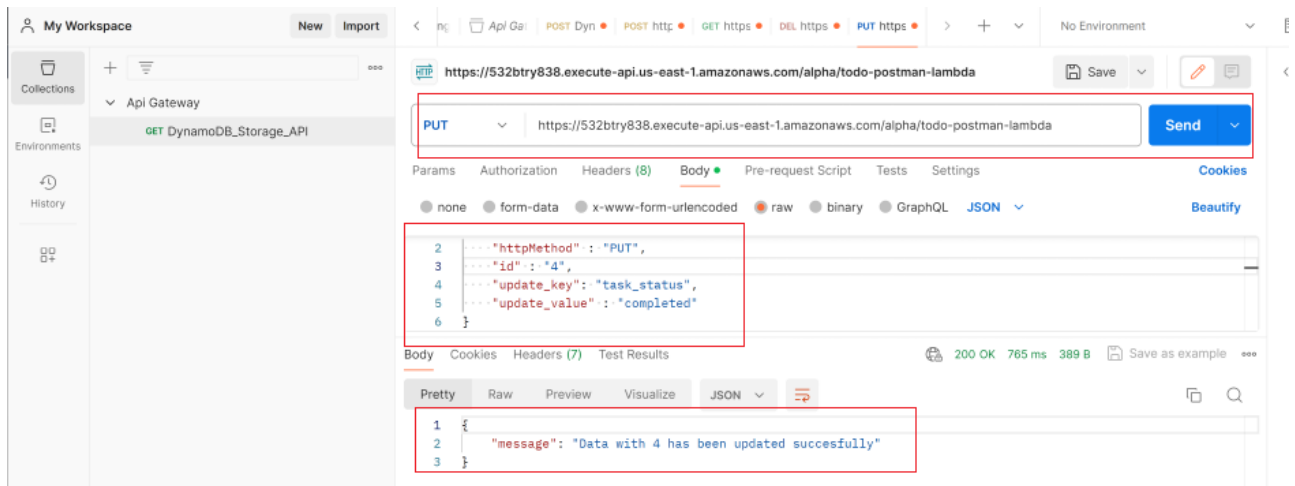 My Workspace
New
Import
Api Gat
POST Dyn
POST http
GET https
DEL https
PUT https
No Environment
Collections
Environments
History
Api Gateway
GET DynamoDB_Storage_API
HTTP
https://532btry838.execute-api.us-east-1.amazonaws.com/alpha/todo-postman-lambda
Save
PUT
https://532btry838.execute-api.us-east-1.amazonaws.com/alpha/todo-postman-lambda
Send
Params Authorization Headers (8) Body Pre-request Script Tests Settings Cookies
none form-data x-www-form-urlencoded raw binary GraphQL JSON Beautify
2 "httpMethod" : "PUT",
3 "id" : "4",
4 "update_key": "task_status",
5 "update_value" : "completed"
6 }
Body Cookies Headers (7) Test Results 200 OK 765 ms 389 B Save as example
Pretty Raw Preview Visualize JSON
1 {
2 "message": "Data with 4 has been updated succesfully"
3 }